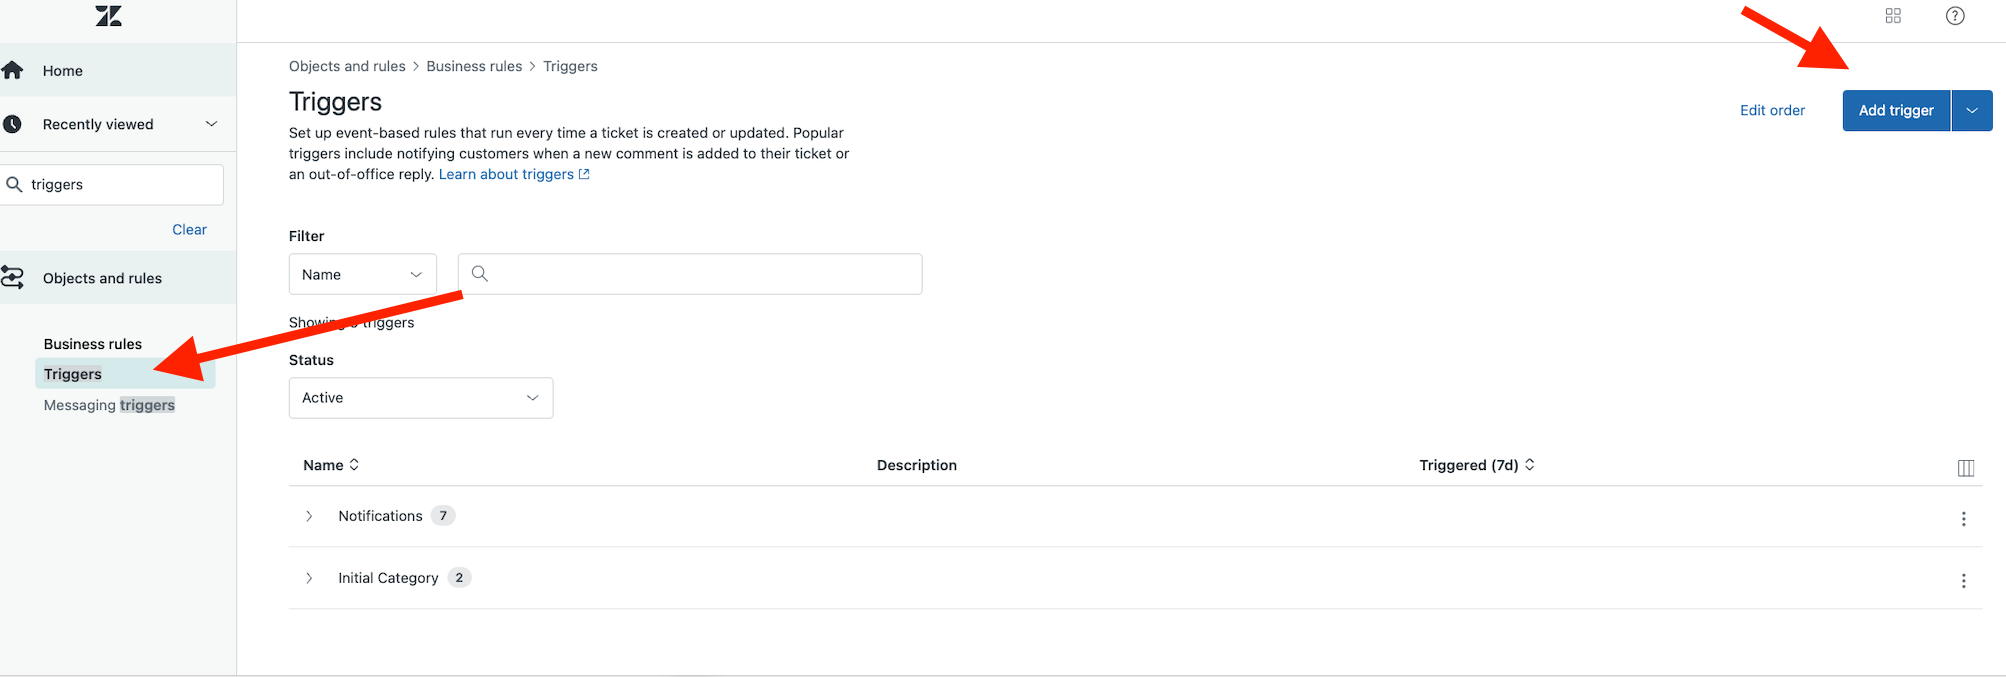 Home
Recently viewed
triggers
Clear
Objects and rules
Business rules
Triggers
Messaging triggers
Objects and rules > Business rules > Triggers
Triggers
Set up event-based rules that run every time a ticket is created or updated. Popular
triggers include notifying customers when a new comment is added to their ticket or
an out-of-office reply. Learn about triggers
Edit order
Add trigger
Filter
Name
Showing triggers
Status
Active
Name Description Triggered (7d)
Notifications 7
Initial Category 2